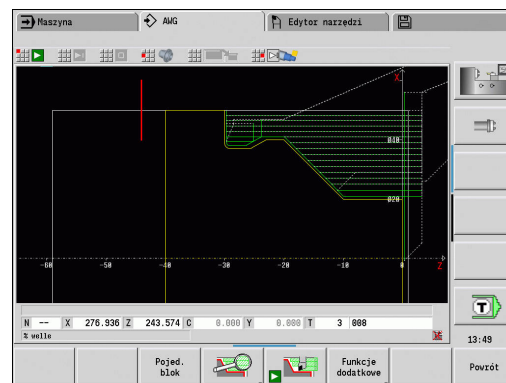 Maszyna AWG Edytor narzędzi
X
ø40
ø20
-60 -50 -40 -30 -20 -10 0 Z
N -- X 276.936 Z 243.574 C 0.000 Y 0.000 T 3 008
% welle
T
13:49
Pojed. blok
Funkcje dodatkowe
Powrót